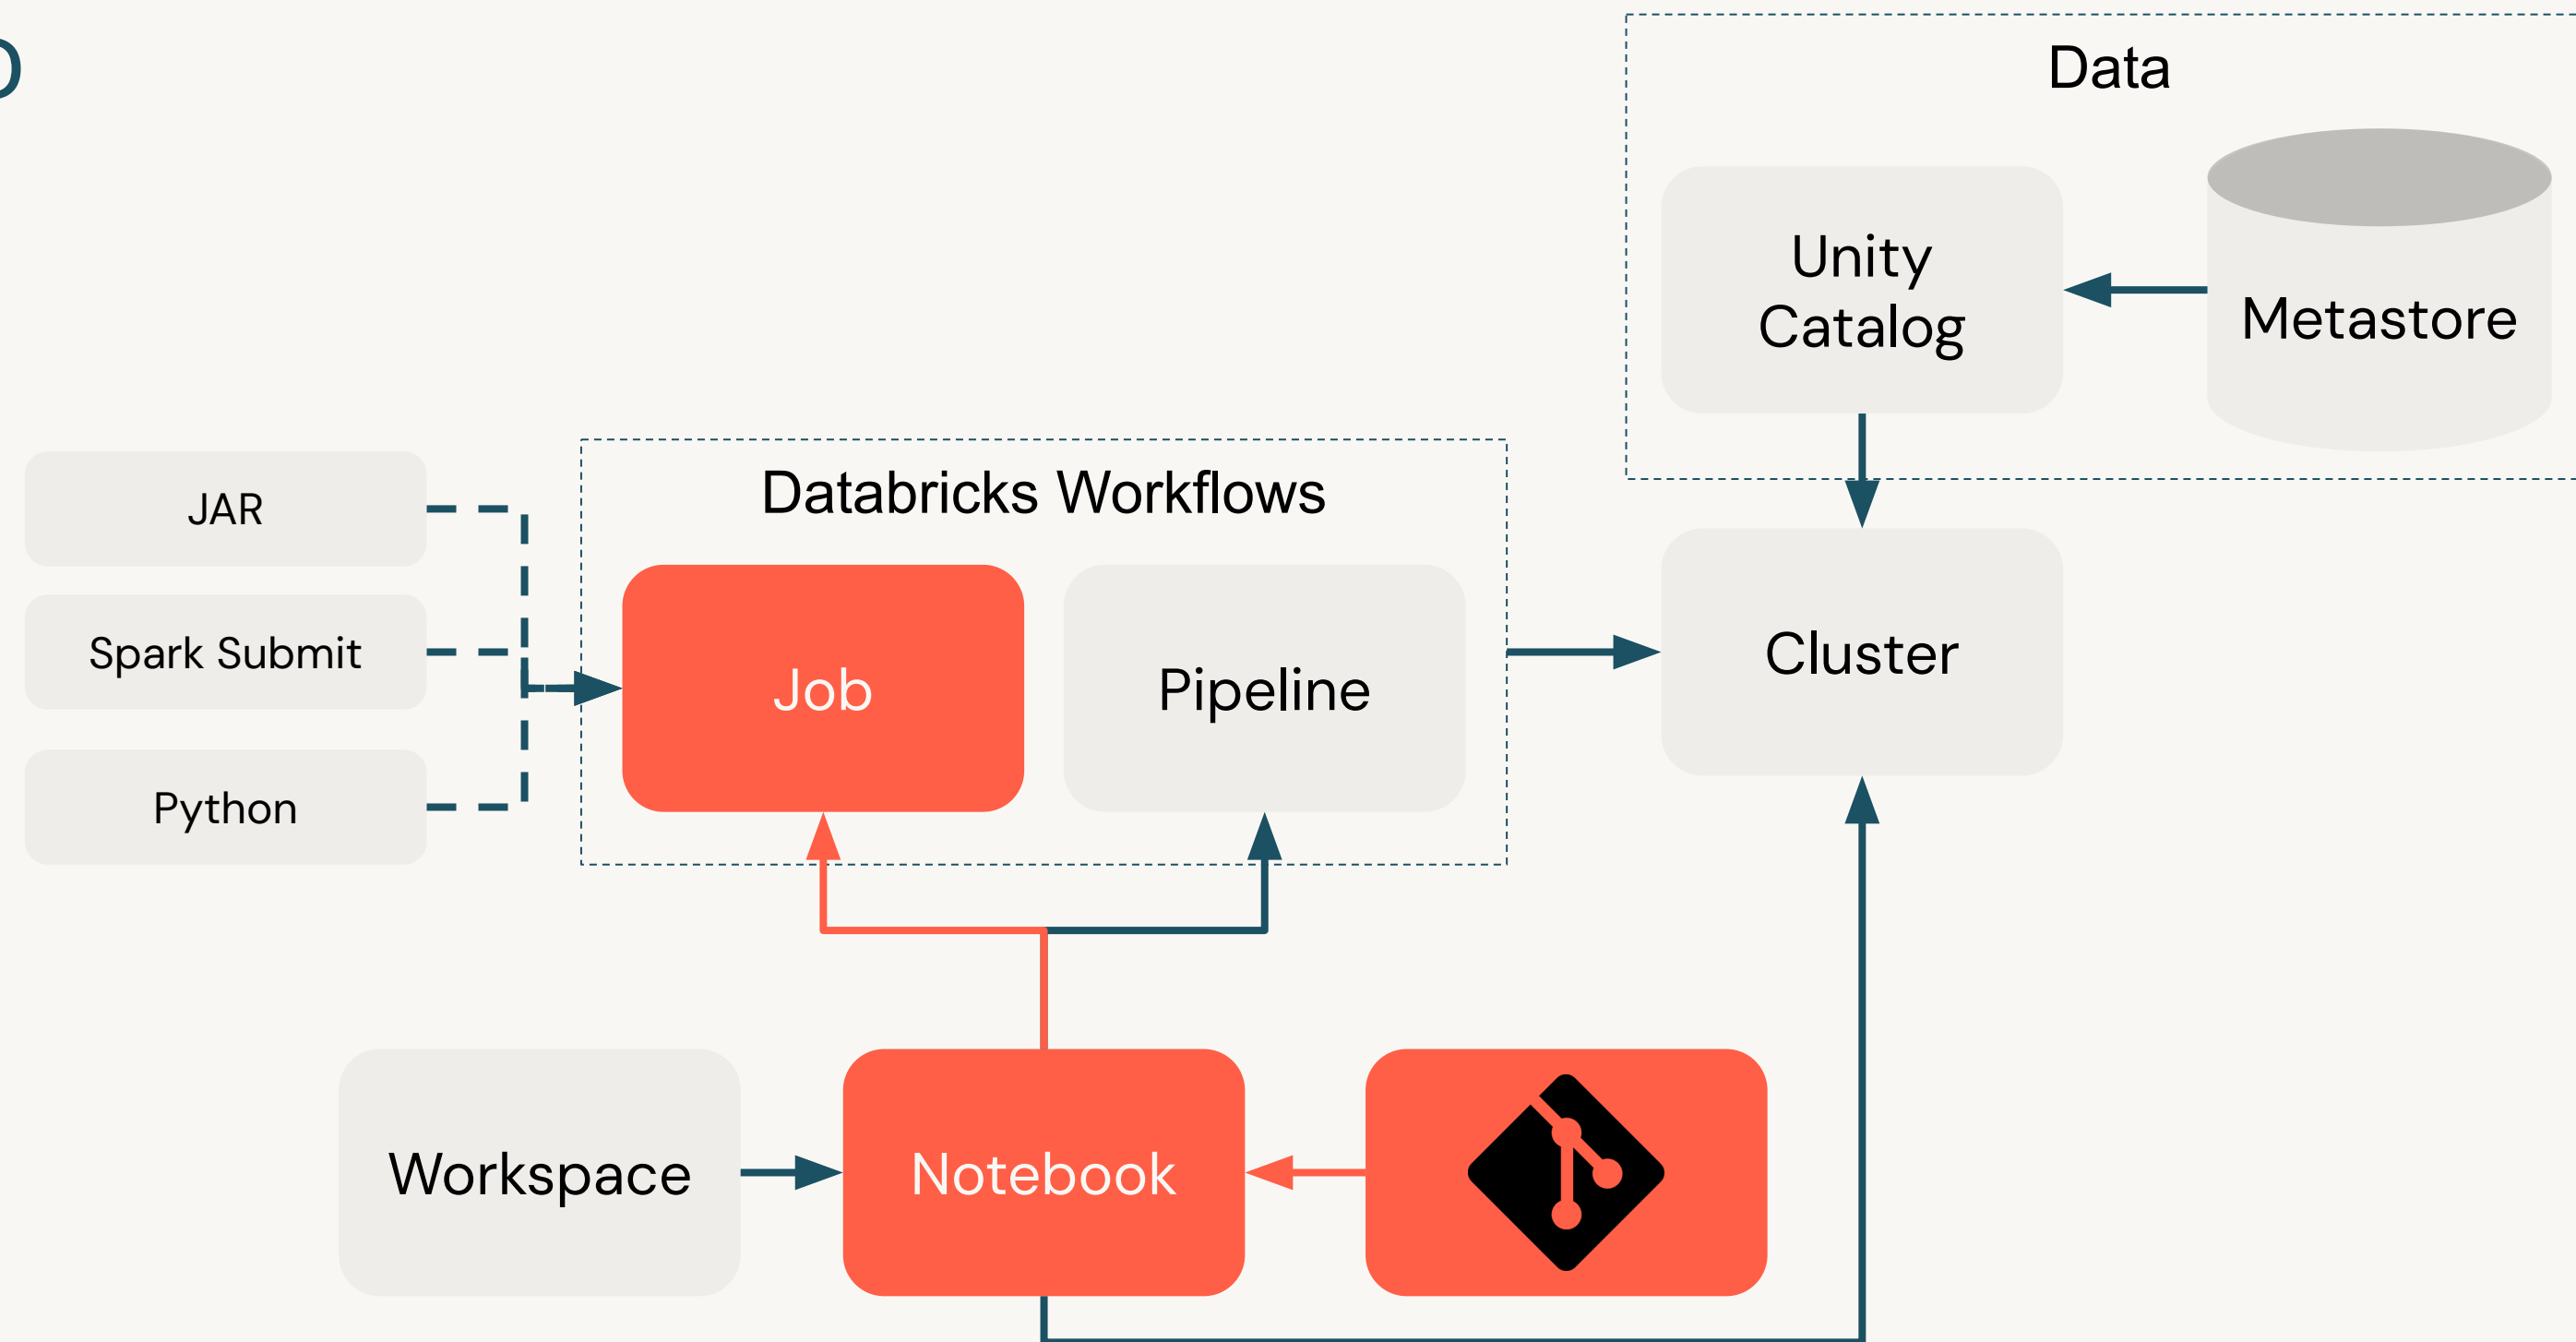 Data
Unity
Catalog
Metastore
JAR
Spark Submit
Python
Databricks Workflows
Job
Pipeline
Cluster
Workspace
Notebook